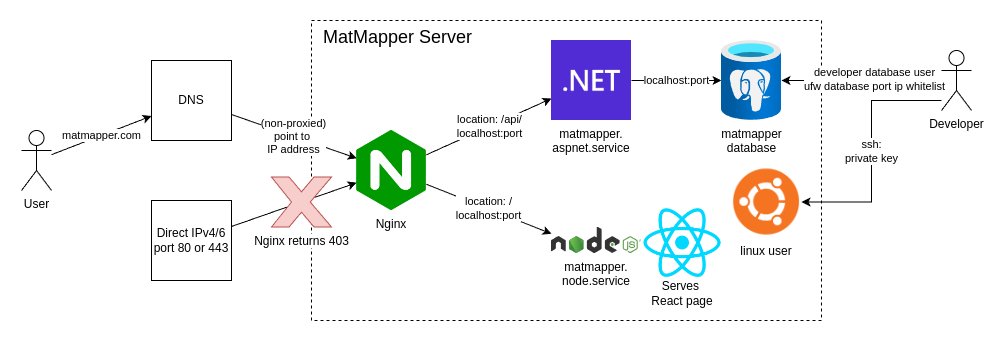 MatMapper Server
DNS
matmapper.com
User
(non-proxied)
point to
IP address
Direct IPv4/6
port 80 or 443
Nginx returns 403
N
Nginx
location: /api/
localhost:port
location: /
localhost:port
.NET
matmapper.
aspnet.service
localhost:port
matmapper
database
developer database user
ufw database port ip whitelist
Developer
ssh:
private key
linux user
node
JS
matmapper.
node.service
Serves
React page